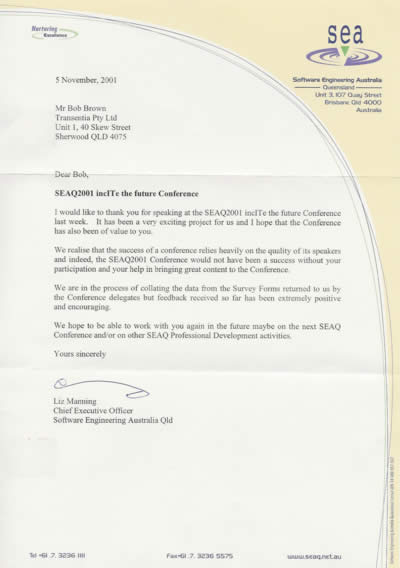 Nurturing
Excellence
sea
Software Engineering Australia
Queensland
Unit 3, 107 Quay Street
Brisbane Qld 4000
Australia
5 November, 2001
Mr Bob Brown
Transentia Pty Ltd
Unit 1, 40 Skew Street
Sherwood QLD 4075
Dear Bob,
SEAQ2001 incITe the future Conference
I would like to thank you for speaking at the SEAQ2001 incITe the future Conference
last week. It has been a very exciting project for us and I hope that the Conference
has also been of value to you.
We realise that the success of a conference relies heavily on the quality of its speakers
and indeed, the SEAQ2001 Conference would not have been a success without your
participation and your help in bringing great content to the Conference.
We are in the process of collating the data from the Survey Forms returned to us by
the Conference delegates but feedback received so far has been extremely positive
and encouraging.
We hope to be able to work with you again in the future maybe on the next SEAQ
Conference and/or on other SEAQ Professional Development activities.
Yours sincerely
Liz Manning
Chief Executive Officer
Software Engineering Australia Qld
Tel +61 .7. 3236 1111
Fax+61 .7. 3236 5575
www.seaq.net.au